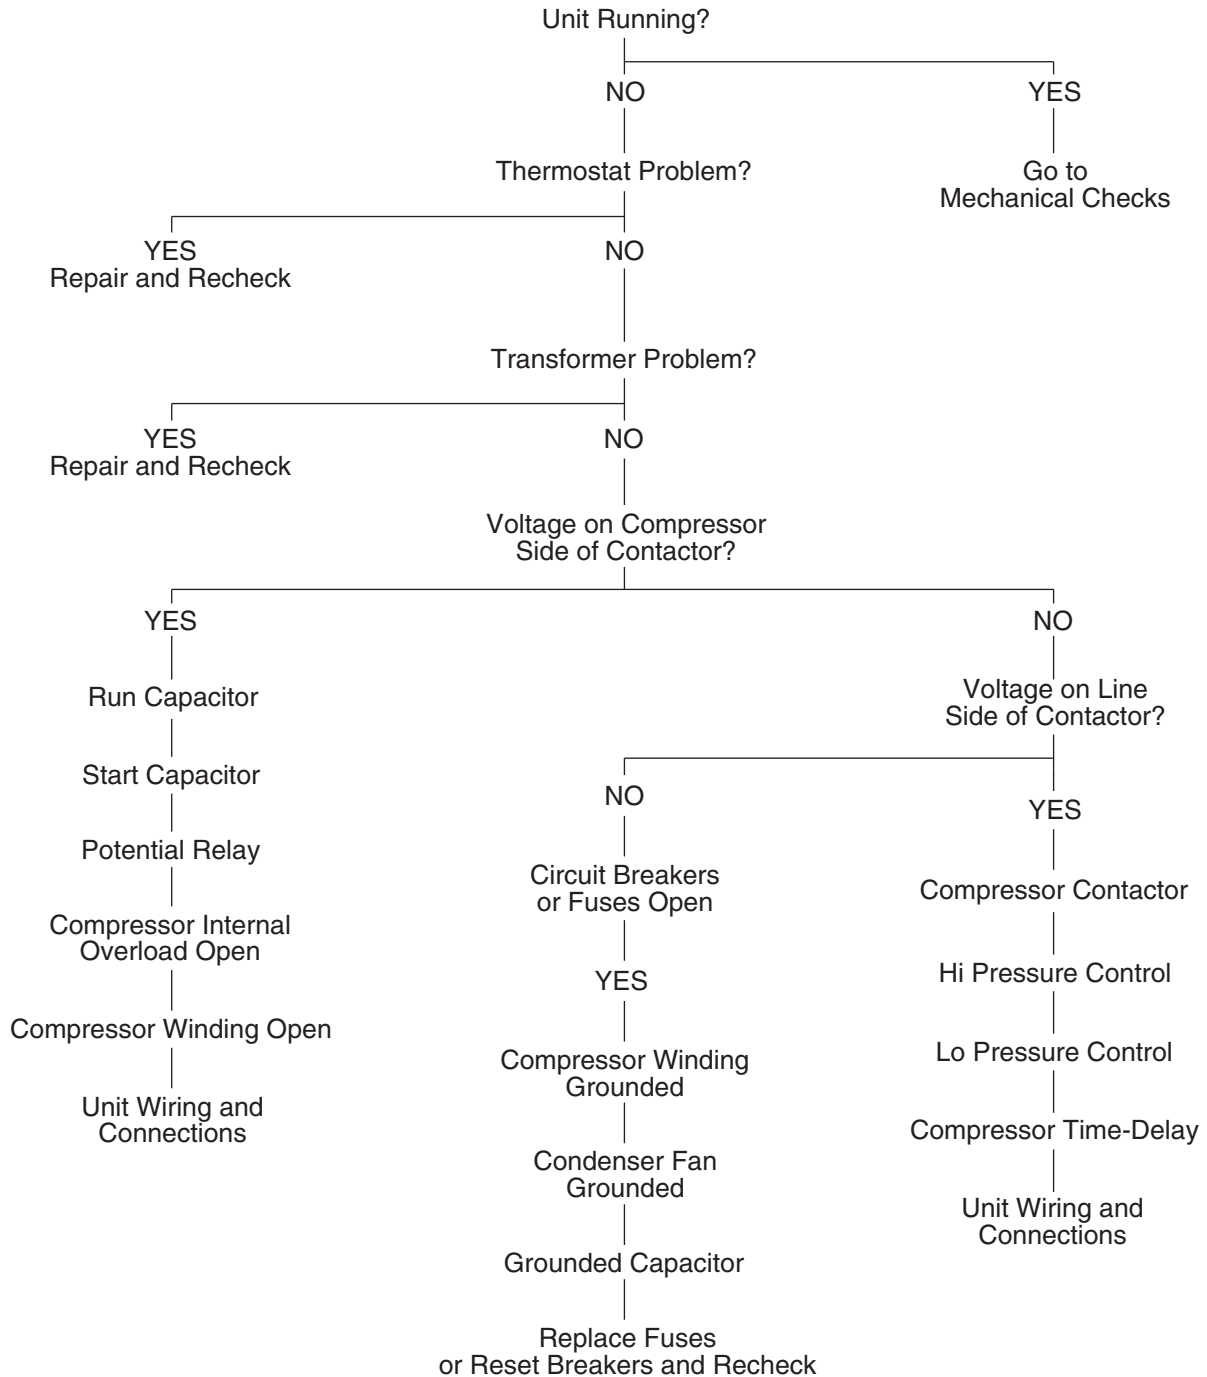 Unit Running?
NO
YES
Thermostat Problem?
Go to
Mechanical Checks
YES
Repair and Recheck
NO
Transformer Problem?
YES
Repair and Recheck
NO
Voltage on Compressor
Side of Contactor?
YES
NO
Run Capacitor
Start Capacitor
Potential Relay
Compressor Internal
Overload Open
Compressor Winding Open
Unit Wiring and
Connections
Voltage on Line
Side of Contactor?
NO
YES
Circuit Breakers
or Fuses Open
YES
Compressor Winding
Grounded
Condenser Fan
Grounded
Grounded Capacitor
Replace Fuses
or Reset Breakers and Recheck
Compressor Contactor
Hi Pressure Control
Lo Pressure Control
Compressor Time-Delay
Unit Wiring and
Connections